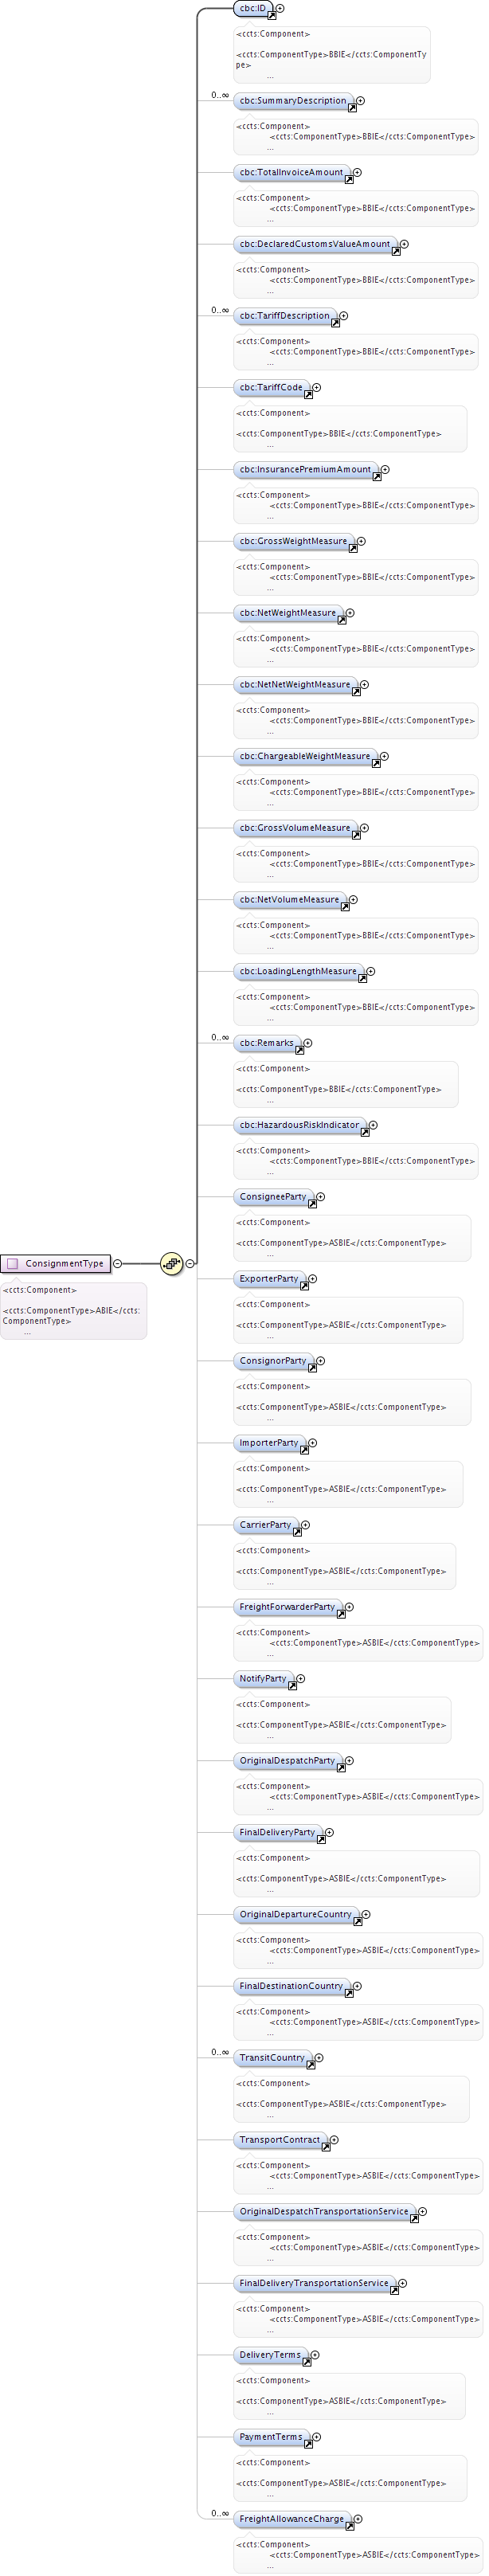 cbc:ID
<ccts:Component>
<ccts:ComponentType>BBIE</ccts:ComponentTy
pe>
...
0..∞
cbc:SummaryDescription
<ccts:Component>
<ccts:ComponentType>BBIE</ccts:ComponentType>
...
cbc:TotalInvoiceAmount
<ccts:Component>
<ccts:ComponentType>BBIE</ccts:ComponentType>
...
cbc:DeclaredCustomsValueAmount
<ccts:Component>
<ccts:ComponentType>BBIE</ccts:ComponentType>
...
0..∞
cbc:TariffDescription
<ccts:Component>
<ccts:ComponentType>BBIE</ccts:ComponentType>
...
cbc:TariffCode
<ccts:Component>
<ccts:ComponentType>BBIE</ccts:ComponentType>
...
cbc:InsurancePremiumAmount
<ccts:Component>
<ccts:ComponentType>BBIE</ccts:ComponentType>
...
cbc:GrossWeightMeasure
<ccts:Component>
<ccts:ComponentType>BBIE</ccts:ComponentType>
...
cbc:NetWeightMeasure
<ccts:Component>
<ccts:ComponentType>BBIE</ccts:ComponentType>
...
cbc:NetNetWeightMeasure
<ccts:Component>
<ccts:ComponentType>BBIE</ccts:ComponentType>
...
cbc:ChargeableWeightMeasure
<ccts:Component>
<ccts:ComponentType>BBIE</ccts:ComponentType>
...
cbc:GrossVolumeMeasure
<ccts:Component>
<ccts:ComponentType>BBIE</ccts:ComponentType>
...
cbc:NetVolumeMeasure
<ccts:Component>
<ccts:ComponentType>BBIE</ccts:ComponentType>
...
cbc:LoadingLengthMeasure
<ccts:Component>
<ccts:ComponentType>BBIE</ccts:ComponentType>
...
0..∞
cbc:Remarks
<ccts:Component>
<ccts:ComponentType>BBIE</ccts:ComponentType>
...
cbc:HazardousRiskIndicator
<ccts:Component>
<ccts:ComponentType>BBIE</ccts:ComponentType>
...
ConsigneeParty
<ccts:Component>
<ccts:ComponentType>ASBIE</ccts:ComponentType>
...
ConsignmentType
<ccts:Component>
<ccts:ComponentType>ABIE</ccts:
ComponentType>
...
ExporterParty
<ccts:Component>
<ccts:ComponentType>ASBIE</ccts:ComponentType>
...
ConsignorParty
<ccts:Component>
<ccts:ComponentType>ASBIE</ccts:ComponentType>
...
ImporterParty
<ccts:Component>
<ccts:ComponentType>ASBIE</ccts:ComponentType>
...
CarrierParty
<ccts:Component>
<ccts:ComponentType>ASBIE</ccts:ComponentType>
...
FreightForwarderParty
<ccts:Component>
<ccts:ComponentType>ASBIE</ccts:ComponentType>
...
NotifyParty
<ccts:Component>
<ccts:ComponentType>ASBIE</ccts:ComponentType>
...
OriginalDespatchParty
<ccts:Component>
<ccts:ComponentType>ASBIE</ccts:ComponentType>
...
FinalDeliveryParty
<ccts:Component>
<ccts:ComponentType>ASBIE</ccts:ComponentType>
...
OriginalDepartureCountry
<ccts:Component>
<ccts:ComponentType>ASBIE</ccts:ComponentType>
...
FinalDestinationCountry
<ccts:Component>
<ccts:ComponentType>ASBIE</ccts:ComponentType>
...
0..∞
TransitCountry
<ccts:Component>
<ccts:ComponentType>ASBIE</ccts:ComponentType>
...
TransportContract
<ccts:Component>
<ccts:ComponentType>ASBIE</ccts:ComponentType>
...
OriginalDespatchTransportationService
<ccts:Component>
<ccts:ComponentType>ASBIE</ccts:ComponentType>
...
FinalDeliveryTransportationService
<ccts:Component>
<ccts:ComponentType>ASBIE</ccts:ComponentType>
...
DeliveryTerms
<ccts:Component>
<ccts:ComponentType>ASBIE</ccts:ComponentType>
...
PaymentTerms
<ccts:Component>
<ccts:ComponentType>ASBIE</ccts:ComponentType>
...
0..∞
FreightAllowanceCharge
<ccts:Component>
<ccts:ComponentType>ASBIE</ccts:ComponentType>
...